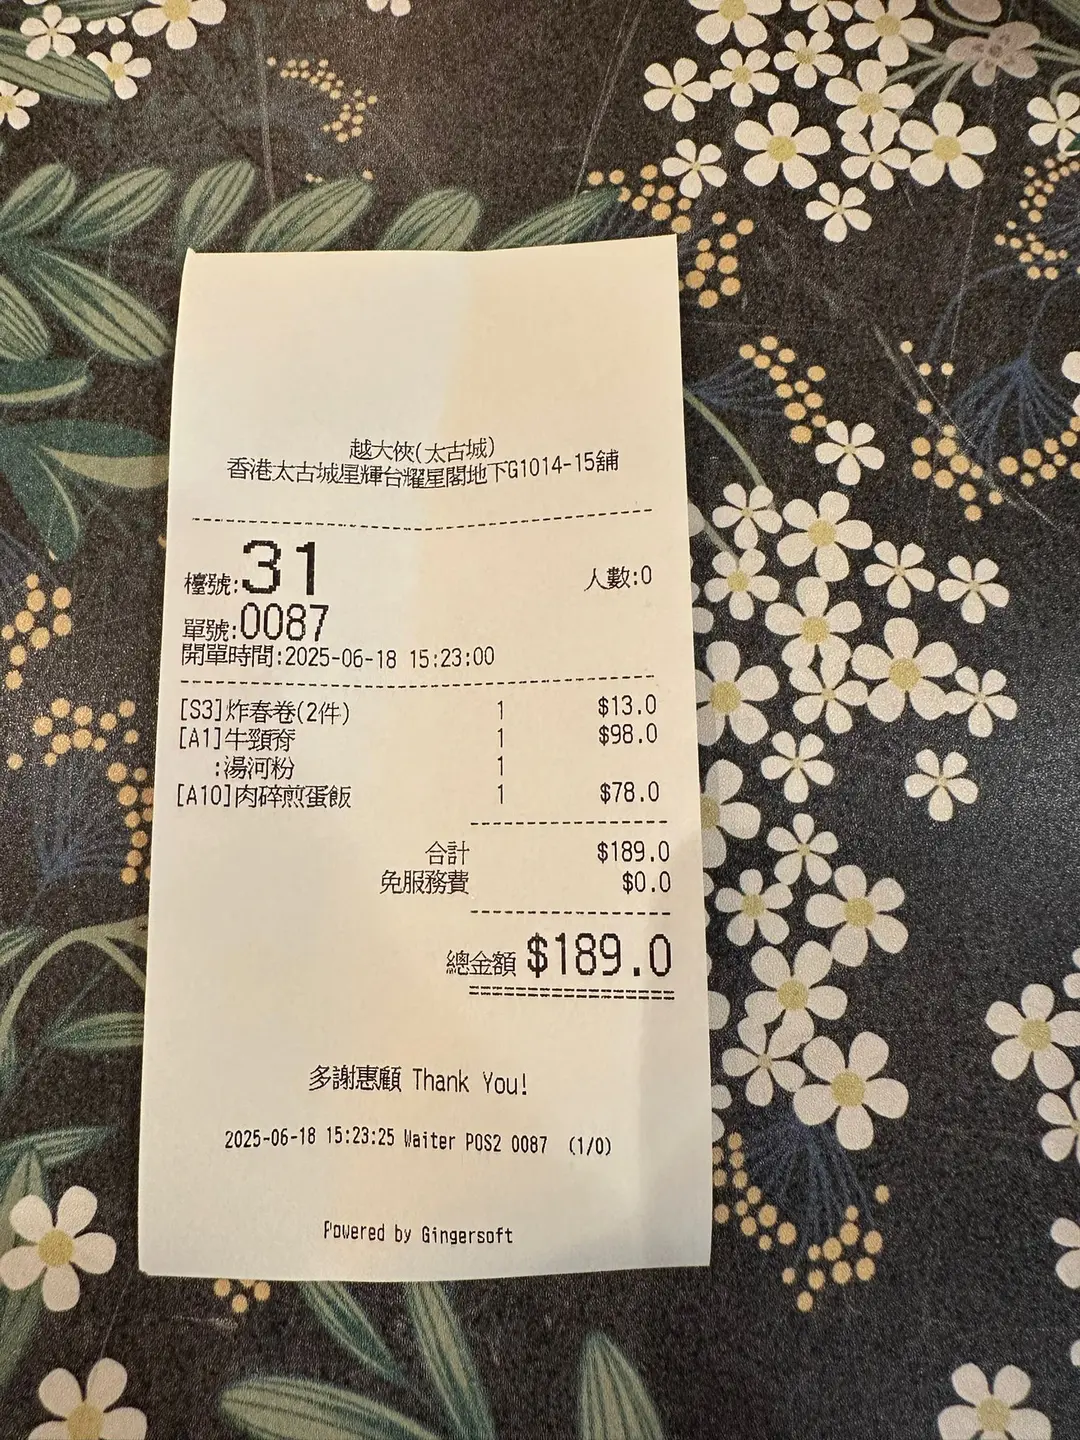 越大俠(太古城)
香港太古城星輝台耀星閣地下G1014-15舖
檯號:31 人數:0
單號:0087
開單時間:2025-06-18 15:23:00
[S3]炸春卷(2件) 1 $13.0
[A1]牛頸脊 1 $98.0
:湯河粉 1
[A10]肉碎煎蛋飯 1 $78.0
合計 $189.0
免服務費 $0.0
總金額 $189.0
多謝惠顧 Thank You!
2025-06-18 15:23:25 Waiter POS2 0087 (1/0)
Powered by Gingersoft